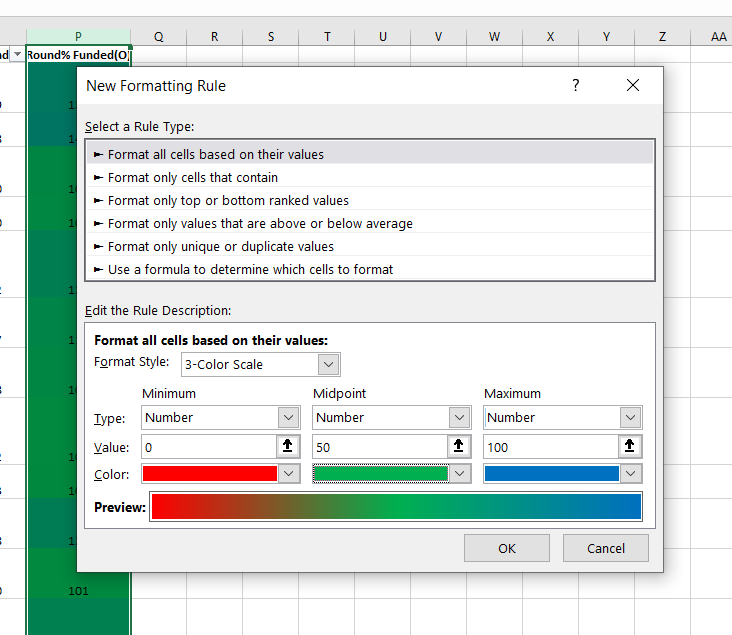 P Q R S T U V W X Y Z AA
Round% Funded(O)
New Formatting Rule ?
Select a Rule Type:
► Format all cells based on their values
► Format only cells that contain
► Format only top or bottom ranked values
► Format only values that are above or below average
► Format only unique or duplicate values
► Use a formula to determine which cells to format
Edit the Rule Description:
Format all cells based on their values:
Format Style: 3-Color Scale
Minimum Midpoint Maximum
Type: Number Number Number
Value: 0 50 100
Color:
Preview:
OK Cancel
101